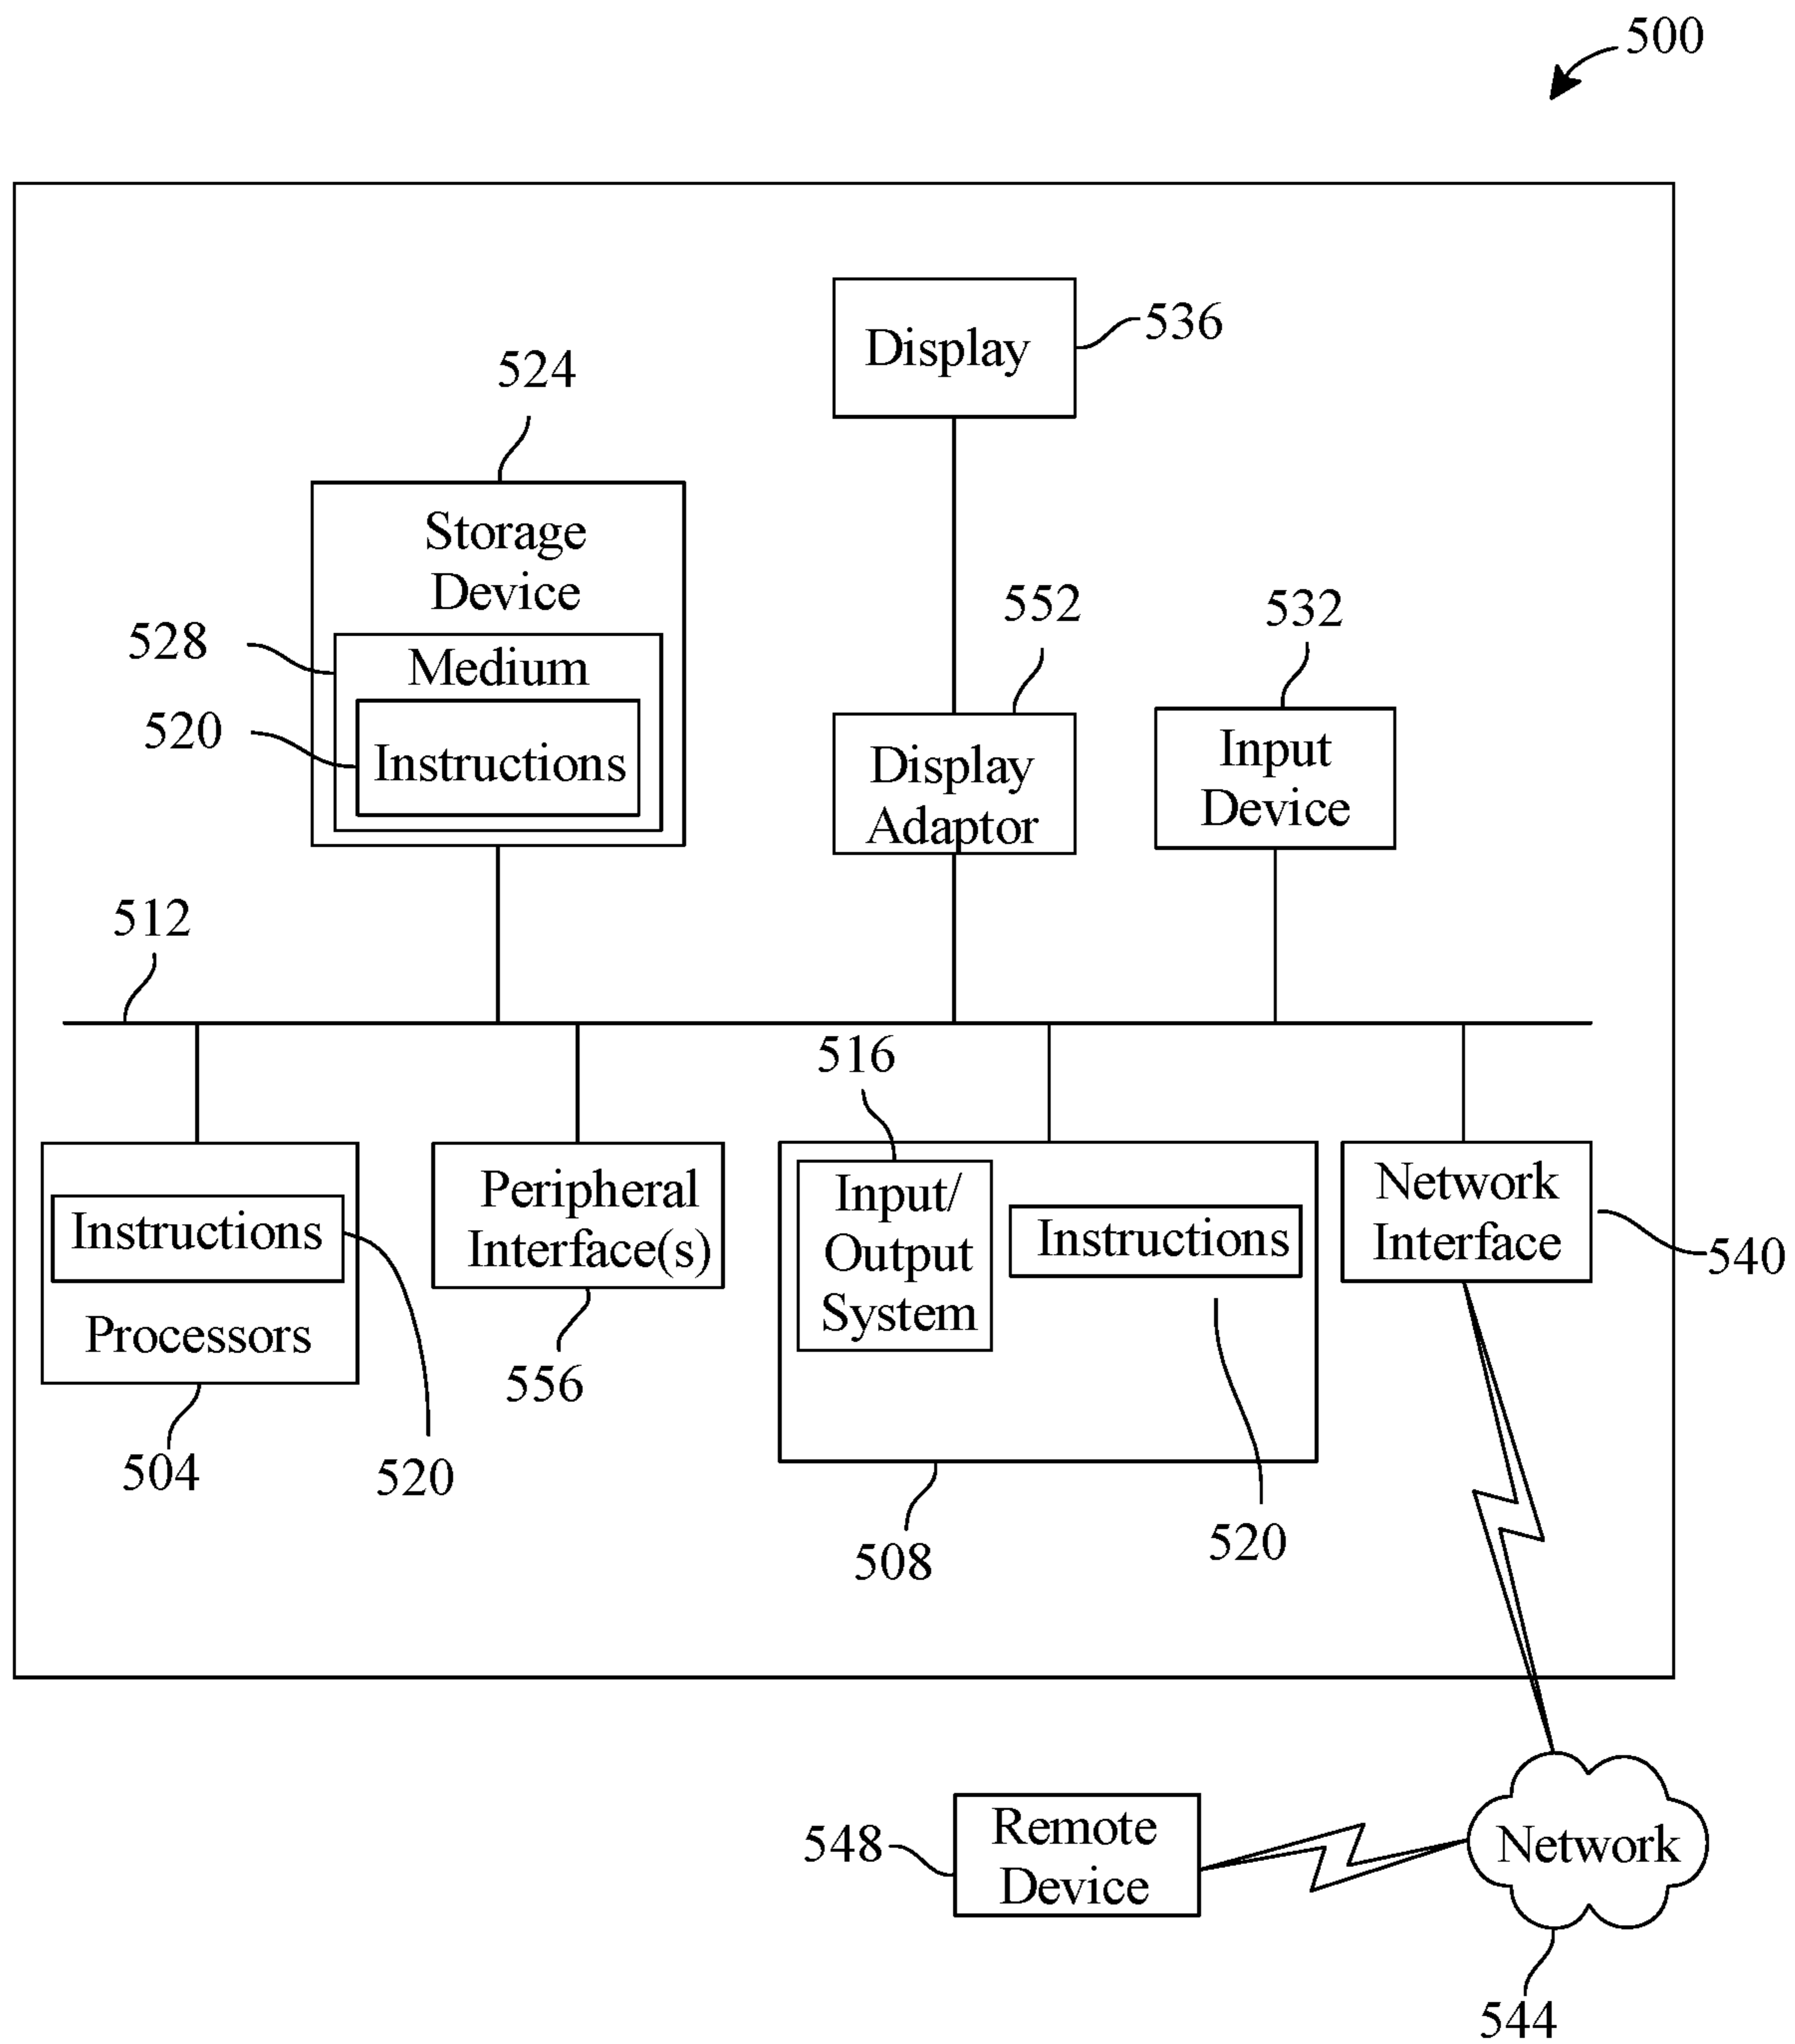 500
Display
536
524
Storage
Device
528
Medium
520
Instructions
552
Display
Adaptor
532
Input
Device
512
516
Instructions
Processors
504
520
Peripheral
Interface(s)
556
Input/
Output
System
Instructions
508
520
Network
Interface
540
548
Remote
Device
Network
544